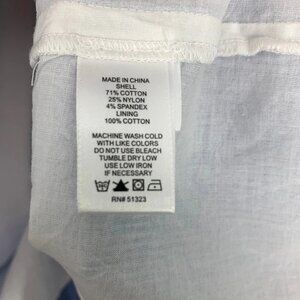 MADE IN CHINA
SHELL
71% COTTON
25% NYLON
4% SPANDEX
LINING
100% COTTON
MACHINE WASH COLD
WITH LIKE COLORS
DO NOT USE BLEACH
TUMBLE DRY LOW
USE LOW IRON
IF NECESSARY
RN# 51323